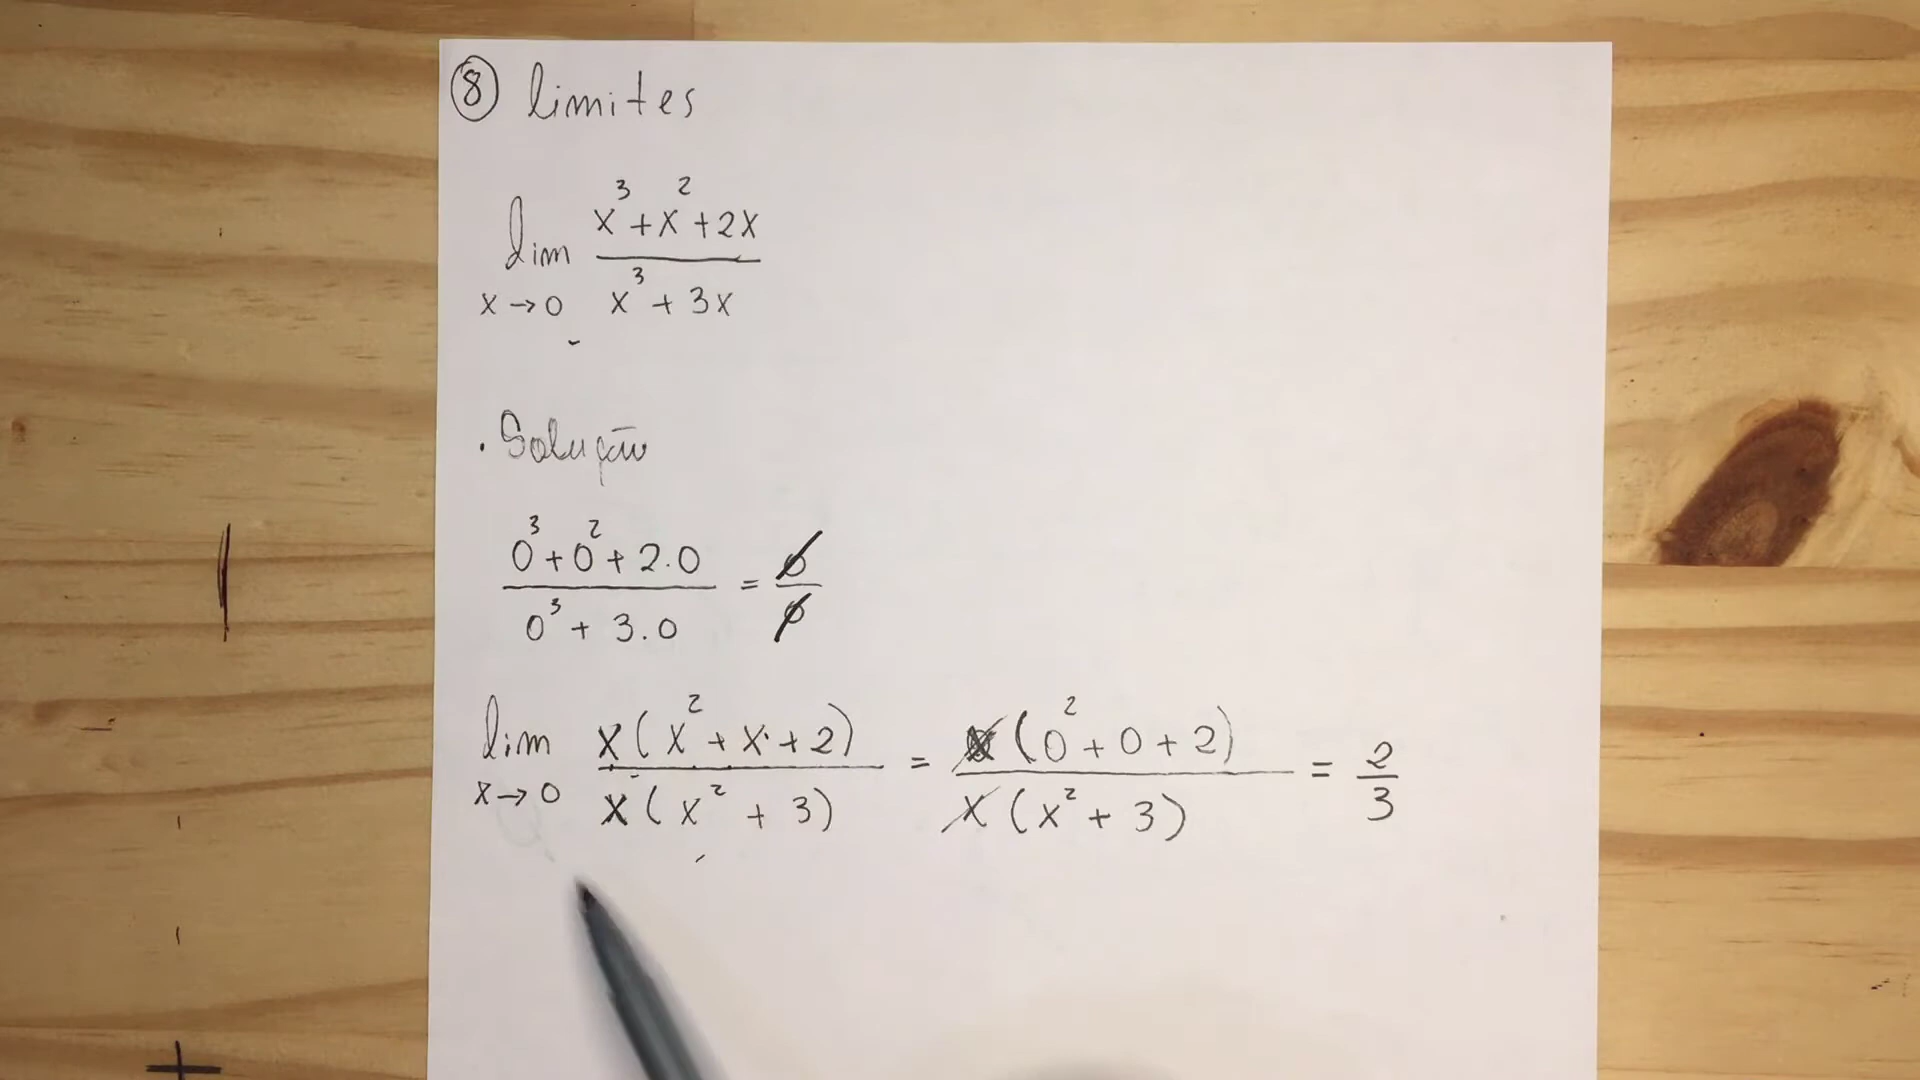 ⑧ limites
lim x→0 (x³ + x² + 2x)/(x³ + 3x)
. Solução
(0³ + 0² + 2.0)/(0³ + 3.0) = 0/0
lim x→0 x(x² + x + 2)/x(x² + 3) = x(0² + 0 + 2)/x(x² + 3) = 2/3